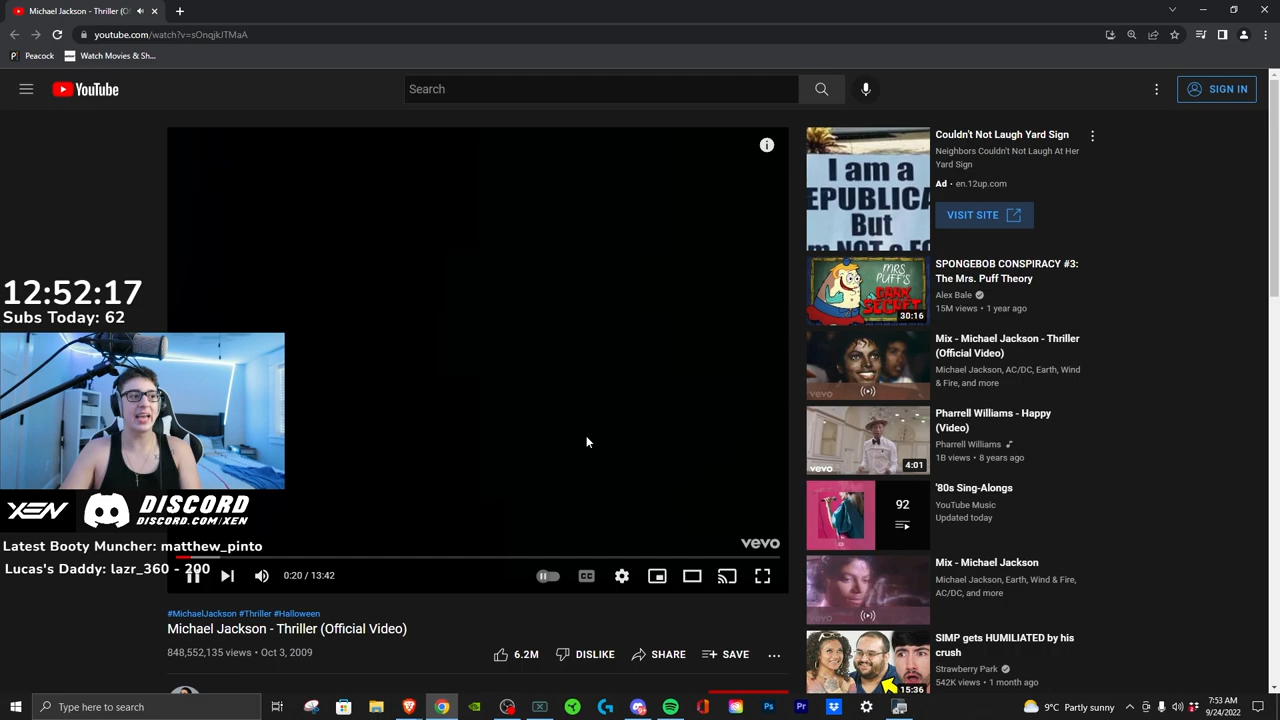 Michael Jackson - Thriller (O
youtube.com/watch?v=sOnqjkJTMaA
Peacock
Watch Movies & Sh...
YouTube
Search
SIGN IN
Couldn't Not Laugh Yard Sign
Neighbors Couldn't Not Laugh At Her
Yard Sign
Ad • en.12up.com
VISIT SITE
I am a
EPUBLICA
But
m NOT a FO
SPONGEBOB CONSPIRACY #3:
The Mrs. Puff Theory
Alex Bale
15M views • 1 year ago
MRS.
PUFF'S
DARK
SECRET
30:16
Mix - Michael Jackson - Thriller
(Official Video)
Michael Jackson, AC/DC, Earth, Wind
& Fire, and more
vevo
Pharrell Williams - Happy
(Video)
Pharrell Williams
1B views • 8 years ago
vevo
4:01
'80s Sing-Alongs
YouTube Music
Updated today
92
Mix - Michael Jackson
Michael Jackson, Earth, Wind & Fire,
AC/DC, and more
vevo
SIMP gets HUMILIATED by his
crush
Strawberry Park
542K views • 1 month ago
15:36
12:52:17
Subs Today: 62
XEN
DISCORD
DISCORD.COM/XEN
Latest Booty Muncher: matthew_pinto
Lucas's Daddy: lazr_360 - 200
vevo
0:20 / 13:42
#MichaelJackson #Thriller #Halloween
Michael Jackson - Thriller (Official Video)
848,552,135 views • Oct 3, 2009
6.2M
DISLIKE
SHARE
SAVE
Type here to search
9°C Partly sunny
7:53 AM
9/24/2022